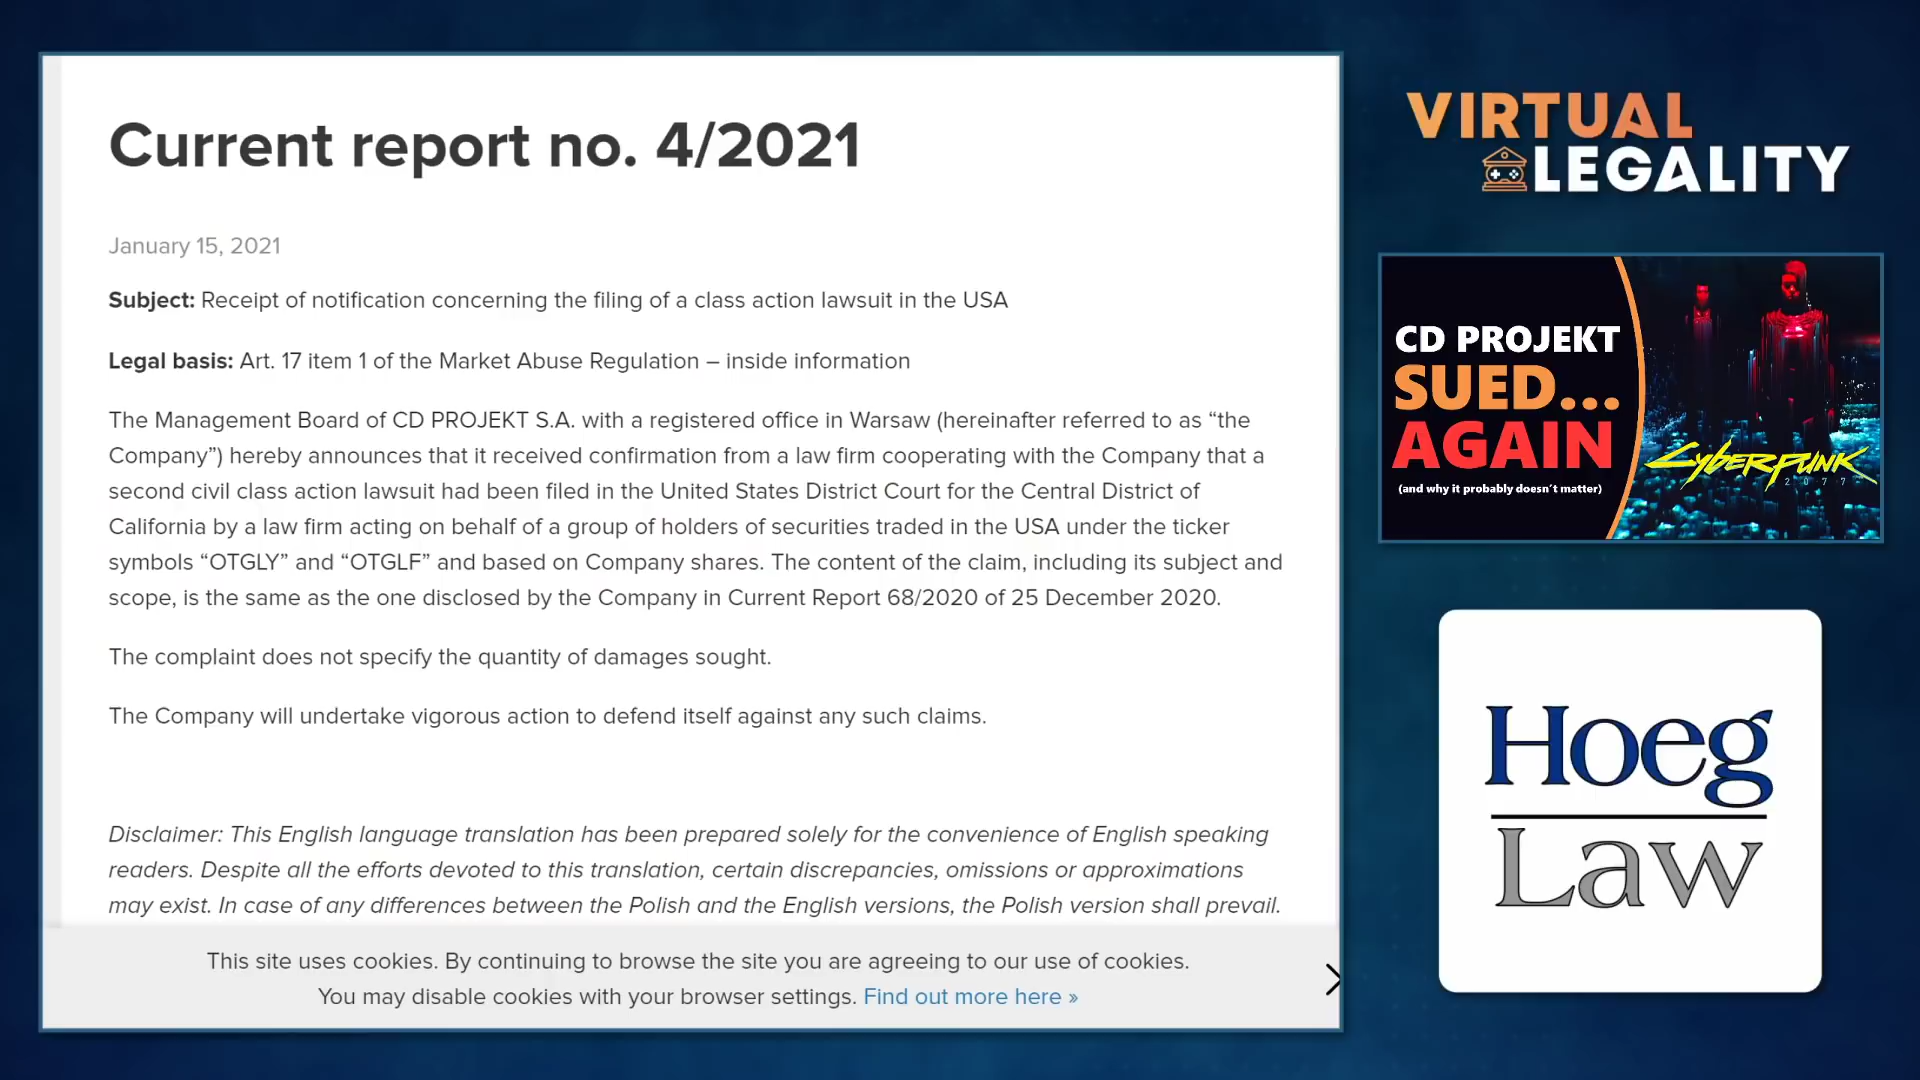 Current report no. 4/2021
January 15, 2021
Subject: Receipt of notification concerning the filing of a class action lawsuit in the USA
Legal basis: Art. 17 item 1 of the Market Abuse Regulation – inside information
The Management Board of CD PROJEKT S.A. with a registered office in Warsaw (hereinafter referred to as “the
Company”) hereby announces that it received confirmation from a law firm cooperating with the Company that a
second civil class action lawsuit had been filed in the United States District Court for the Central District of
California by a law firm acting on behalf of a group of holders of securities traded in the USA under the ticker
symbols “OTGLY” and “OTGLF” and based on Company shares. The content of the claim, including its subject and
scope, is the same as the one disclosed by the Company in Current Report 68/2020 of 25 December 2020.
The complaint does not specify the quantity of damages sought.
The Company will undertake vigorous action to defend itself against any such claims.
Disclaimer: This English language translation has been prepared solely for the convenience of English speaking
readers. Despite all the efforts devoted to this translation, certain discrepancies, omissions or approximations
may exist. In case of any differences between the Polish and the English versions, the Polish version shall prevail.
This site uses cookies. By continuing to browse the site you are agreeing to our use of cookies.
You may disable cookies with your browser settings. Find out more here »
VIRTUAL
LEGALITY
CD PROJEKT
SUED...
AGAIN
(and why it probably doesn't matter)
CYBERPUNK
2077
Hoeg
Law